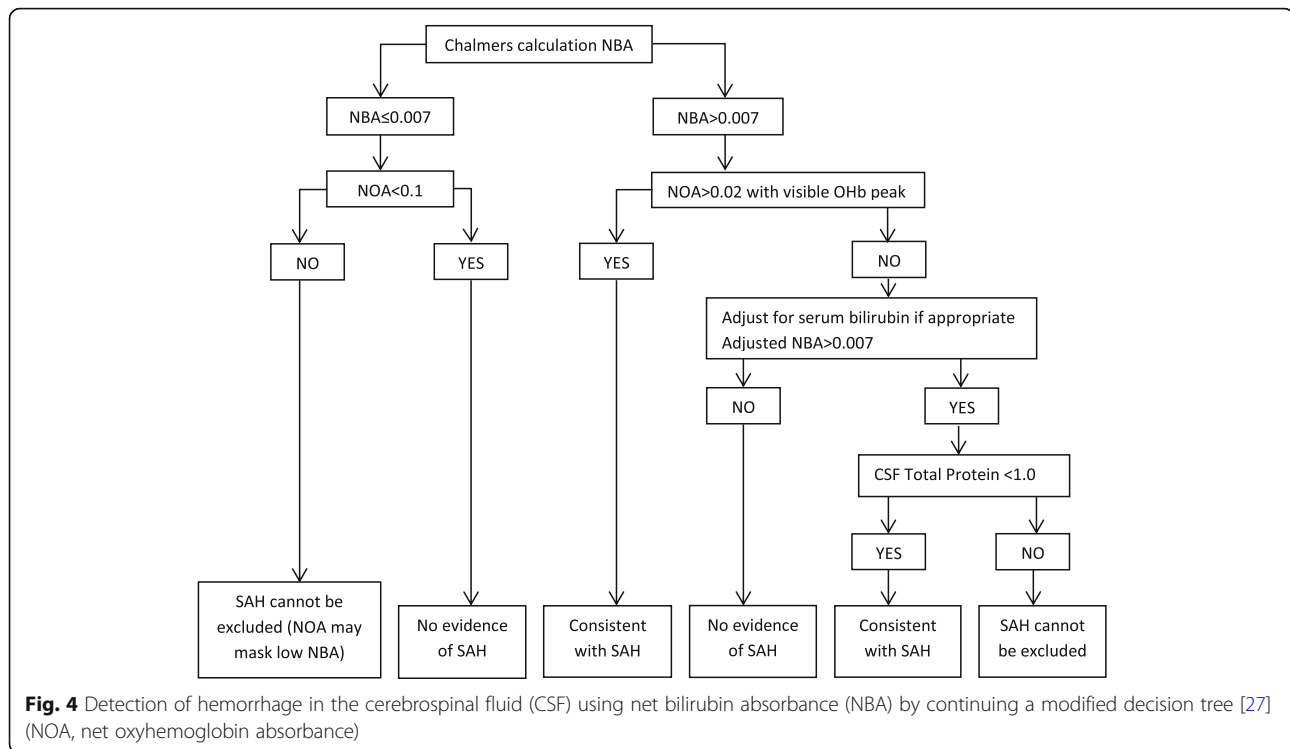 Chalmers calculation NBA
NBA≤0.007
NBA>0.007
NOA<0.1
NOA>0.02 with visible OHb peak
NO
YES
YES
NO
Adjust for serum bilirubin if appropriate
Adjusted NBA>0.007
NO
YES
CSF Total Protein <1.0
YES
NO
SAH cannot be
excluded (NOA may
mask low NBA)
No evidence
of SAH
Consistent
with SAH
No evidence
of SAH
Consistent
with SAH
SAH cannot
be excluded
Fig. 4 Detection of hemorrhage in the cerebrospinal fluid (CSF) using net bilirubin absorbance (NBA) by continuing a modified decision tree [27]
(NOA, net oxyhemoglobin absorbance)